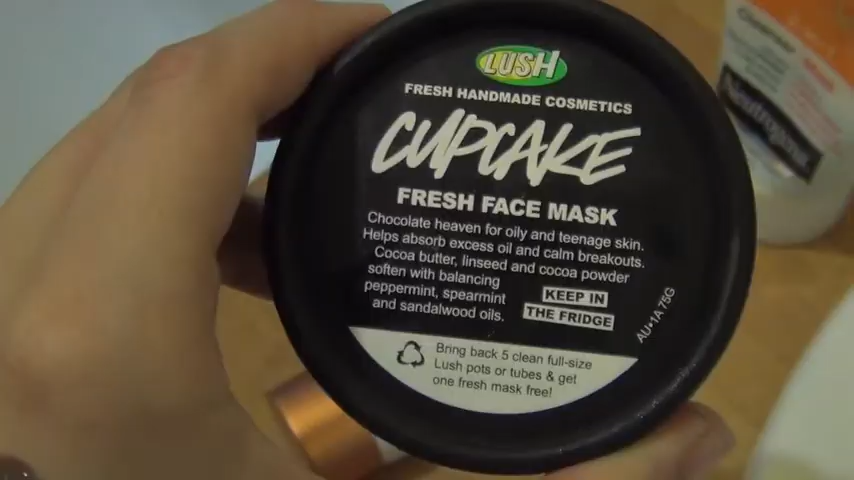 LUSH
FRESH HANDMADE COSMETICS
CUPCAKE
FRESH FACE MASK
Chocolate heaven for oily and teenage skin.
Helps absorb excess oil and calm breakouts.
Cocoa butter, linseed and cocoa powder
soften with balancing
peppermint, spearmint
and sandalwood oils.
KEEP IN
THE FRIDGE
AU•1A 75G
Bring back 5 clean full-size
Lush pots or tubes & get
one fresh mask free!
Neutrogena